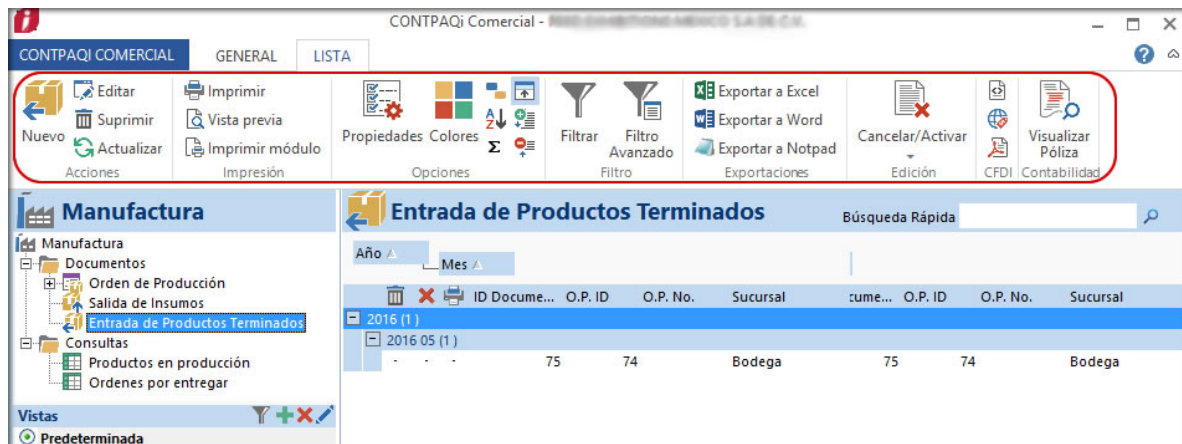 CONTPAQi Comercial -
CONTPAQI COMERCIAL GENERAL LISTA
Nuevo
Editar
Suprimir
Actualizar
Acciones
Imprimir
Vista previa
Imprimir módulo
Impresión
Propiedades
Colores
Opciones
Filtrar
Filtro
Avanzado
Filtro
Exportar a Excel
Exportar a Word
Exportar a Notpad
Exportaciones
Cancelar/Activar
Edición
CFDI
Visualizar
Póliza
Contabilidad
Manufactura
Manufactura
Documentos
Orden de Producción
Salida de Insumos
Entrada de Productos Terminados
Consultas
Productos en producción
Ordenes por entregar
Vistas
Predeterminada
Entrada de Productos Terminados
Búsqueda Rápida
Año
Mes
ID Docume... O.P. ID O.P. No. Sucursal :ume... O.P. ID O.P. No. Sucursal
2016 (1)
2016 05 (1)
- - - 75 74 Bodega 75 74 Bodega